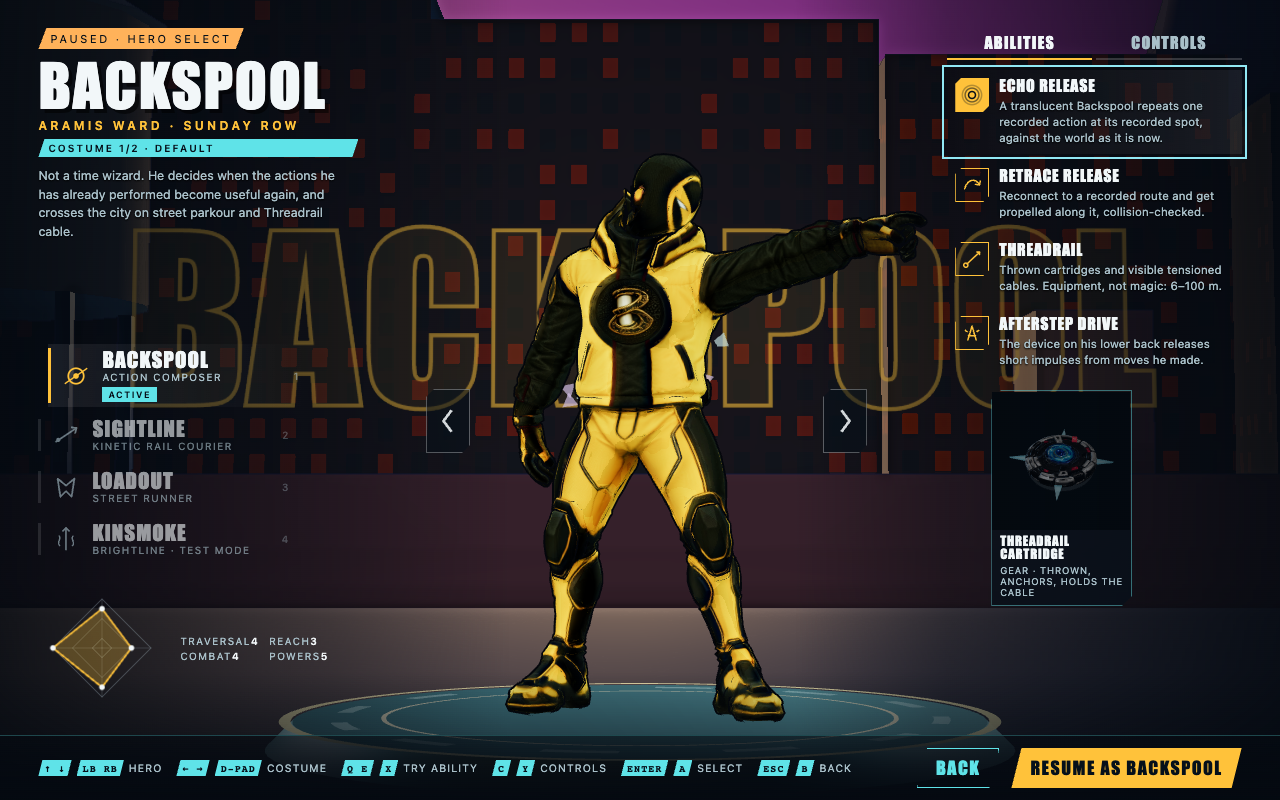 PAUSED · HERO SELECT
BACKSPOOL
ARAMIS WARD · SUNDAY ROW
COSTUME 1/2 · DEFAULT
Not a time wizard. He decides when the actions he
has already performed become useful again, and
crosses the city on street parkour and Threadrail
cable.
BACKSPOOL
ACTION COMPOSER
1
ACTIVE
SIGHTLINE
KINETIC RAIL COURIER
2
LOADOUT
STREET RUNNER
3
KINSMOKE
BRIGHTLINE · TEST MODE
4
TRAVERSAL4 REACH3
COMBAT4 POWERS5
B
ABILITIES CONTROLS
ECHO RELEASE
A translucent Backspool repeats one
recorded action at its recorded spot,
against the world as it is now.
RETRACE RELEASE
Reconnect to a recorded route and get
propelled along it, collision-checked.
THREADRAIL
Thrown cartridges and visible tensioned
cables. Equipment, not magic: 6–100 m.
AFTERSTEP DRIVE
The device on his lower back releases
short impulses from moves he made.
THREADRAIL
CARTRIDGE
GEAR · THROWN,
ANCHORS, HOLDS THE
CABLE
↑ ↓ LB RB HERO ← → D-PAD COSTUME Q E X TRY ABILITY C Y CONTROLS ENTER A SELECT ESC B BACK
BACK
RESUME AS BACKSPOOL